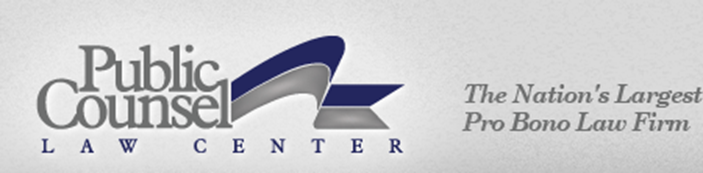 Public
Counsel
LAW CENTER
The Nation's Largest
Pro Bono Law Firm